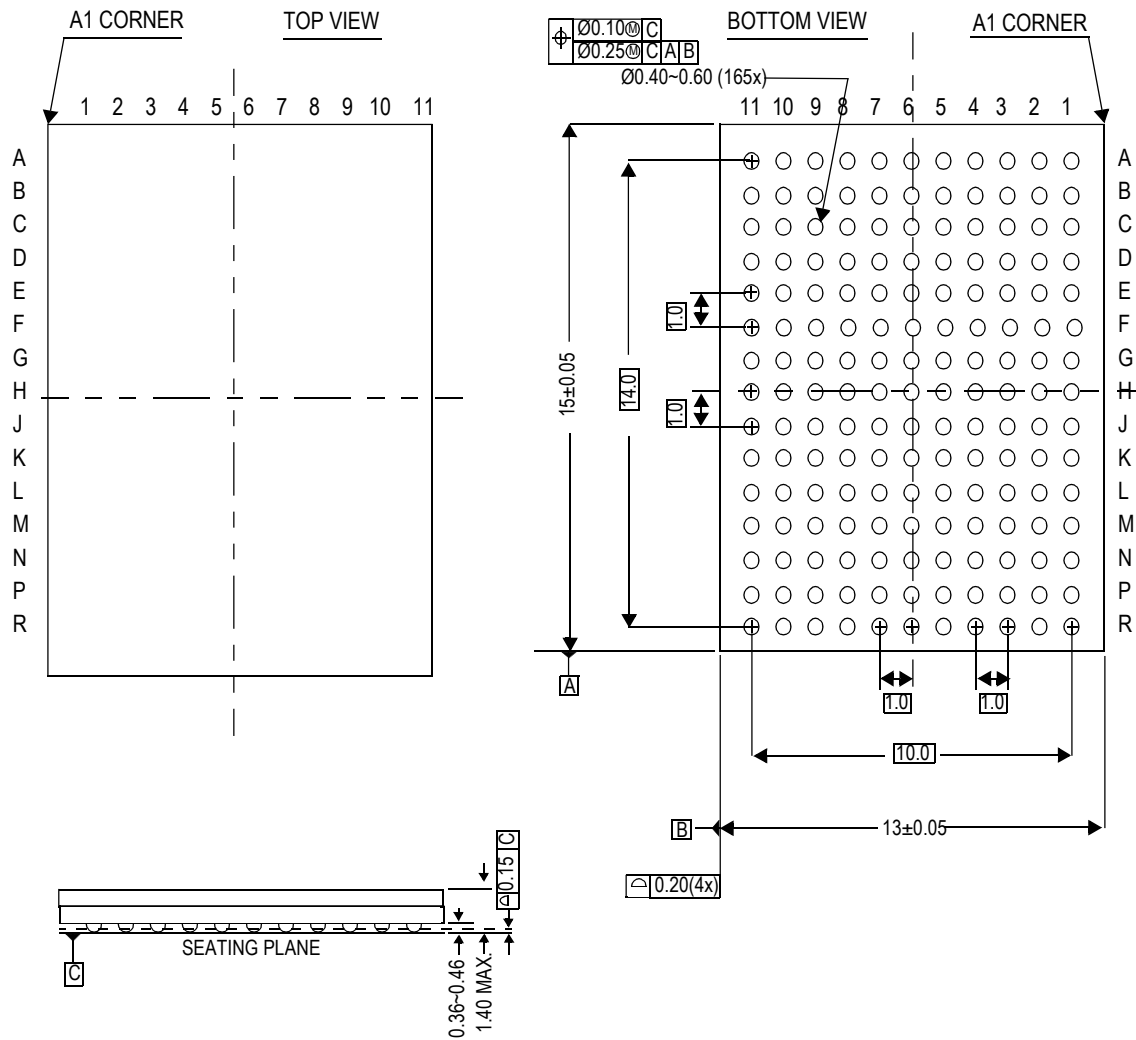 A1 CORNER
TOP VIEW
1 2 3 4 5 6 7 8 9 10 11
A
B
C
D
E
F
G
H
J
K
L
M
N
P
R
Ø0.10Ⓜ C
Ø0.25Ⓜ C A B
Ø0.40~0.60 (165x)
BOTTOM VIEW
A1 CORNER
11 10 9 8 7 6 5 4 3 2 1
A
B
C
D
E
F
G
H
J
K
L
M
N
P
R
1.0
1.0
15±0.05
14.0
A
1.0
1.0
10.0
B
13±0.05
0.20(4x)
0.15 C
SEATING PLANE
C
0.36~0.46
1.40 MAX.